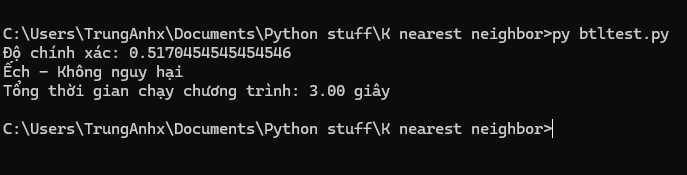 C:\Users\TrungAnhx\Documents\Python stuff\K nearest neighbor>py btltest.py
Độ chính xác: 0.5170454545454546
Ếch - Không nguy hại
Tổng thời gian chạy chương trình: 3.00 giây
C:\Users\TrungAnhx\Documents\Python stuff\K nearest neighbor>